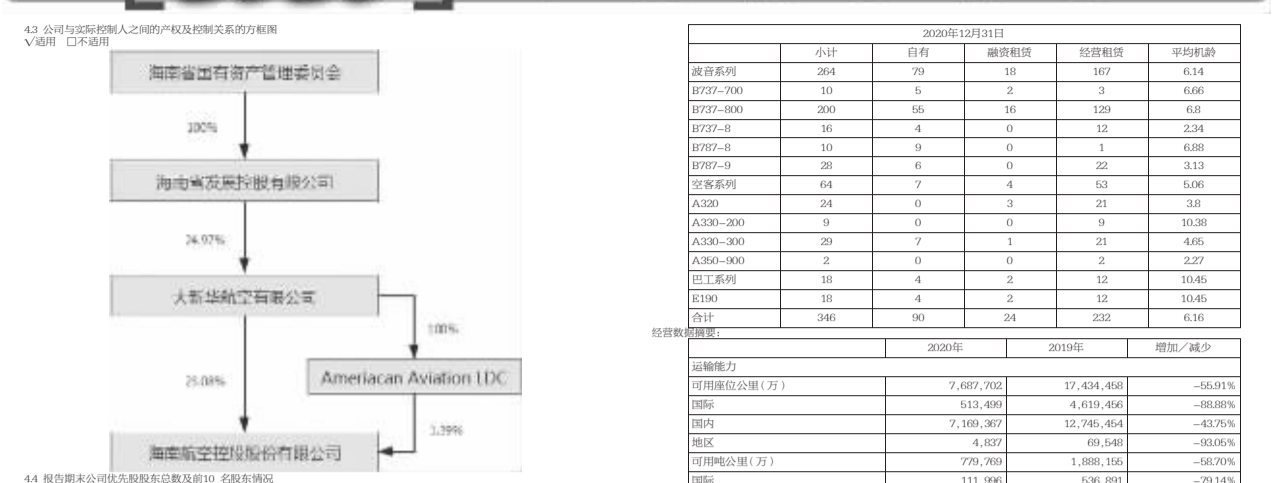 4.3 公司与实际控制人之间的产权及控制关系的方框图
√适用 □不适用
海南省国有资产管理委员会
100%
海南省发展控股有限公司
24.97%
大新华航空有限公司
100%
Ameriacan Aviation LDC
23.08%
3.39%
海南航空控股股份有限公司
4.4 报告期末公司优先股股东总数及前10 名股东情况
2020年12月31日
小计 自有 融资租赁 经营租赁 平均机龄
波音系列 264 79 18 167 6.14
B737-700 10 5 2 3 6.66
B737-800 200 55 16 129 6.8
B737-8 16 4 0 12 2.34
B787-8 10 9 0 1 6.88
B787-9 28 6 0 22 3.13
空客系列 64 7 4 53 5.06
A320 24 0 3 21 3.8
A330-200 9 0 0 9 10.38
A330-300 29 7 1 21 4.65
A350-900 2 0 0 2 2.27
巴工系列 18 4 2 12 10.45
E190 18 4 2 12 10.45
合计 346 90 24 232 6.16
经营数据摘要:
2020年 2019年 增加/减少
运输能力
可用座位公里(万) 7,687,702 17,434,458 -55.91%
国际 513,499 4,619,456 -88.88%
国内 7,169,367 12,745,454 -43.75%
地区 4,837 69,548 -93.05%
可用吨公里(万) 779,769 1,888,155 -58.70%
国际 111,996 536,891 -79.14%